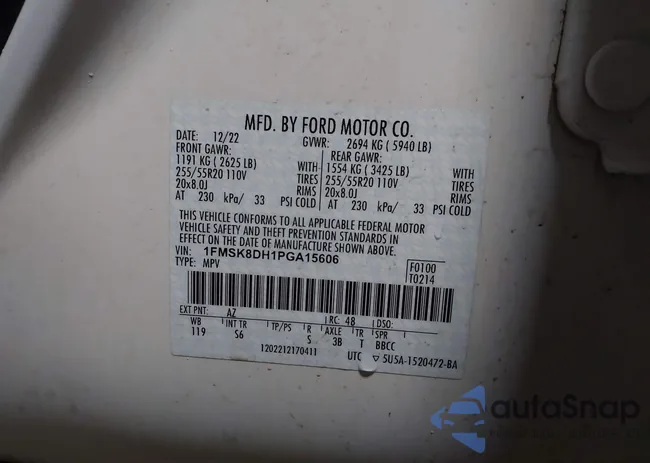 MFD. BY FORD MOTOR CO.
DATE: 12/22 GVWR: 2694 KG ( 5940 LB)
FRONT GAWR: REAR GAWR:
1191 KG ( 2625 LB) WITH 1554 KG ( 3425 LB) WITH
255/55R20 110V TIRES 255/55R20 110V TIRES
20x8.0J RIMS 20x8.0J RIMS
AT 230 kPa/ 33 PSI COLD AT 230 kPa/ 33 PSI COLD
THIS VEHICLE CONFORMS TO ALL APPLICABLE FEDERAL MOTOR
VEHICLE SAFETY AND THEFT PREVENTION STANDARDS IN
EFFECT ON THE DATE OF MANUFACTURE SHOWN ABOVE.
VIN: 1FMSK8DH1PGA15606 F0100
TYPE: MPV T0214
EXT PNT: AZ RC: 48 DSO:
WB INT TR TP/PS R AXLE TR SPR
119 S6 S 3B T BBCC
1202212170411 UTC ▽ 5U5A-1520472-BA
autoSnap